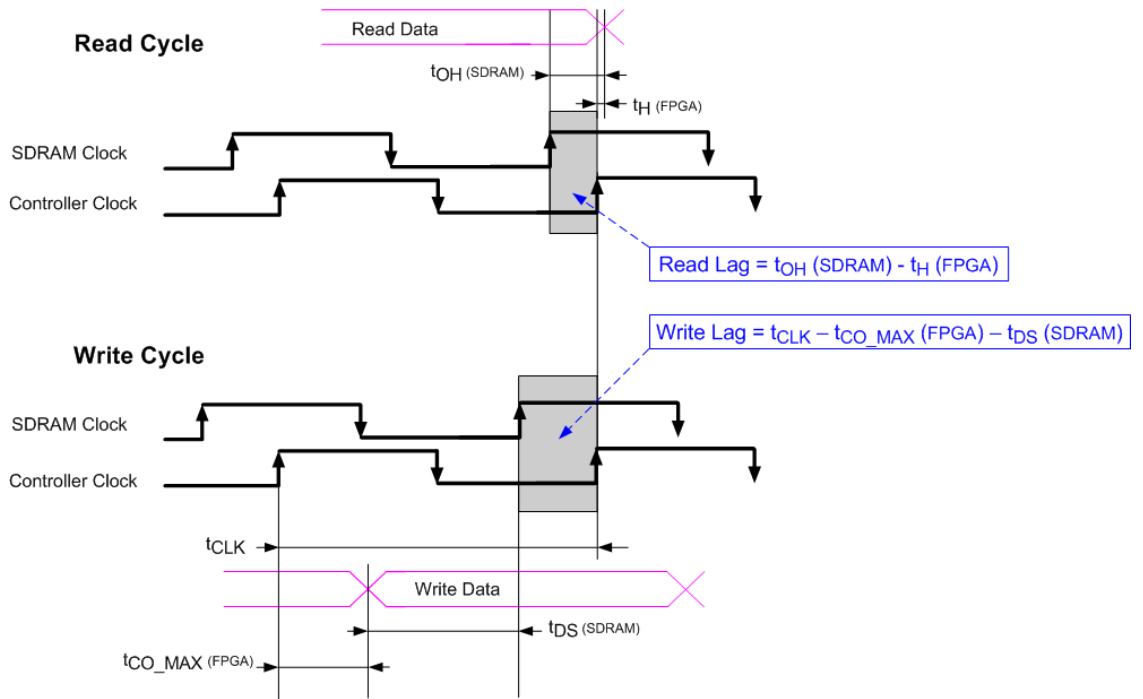 Read Cycle
Read Data
tOH (SDRAM)
tH (FPGA)
SDRAM Clock
Controller Clock
Read Lag = tOH (SDRAM) - tH (FPGA)
Write Lag = tCLK – tCO_MAX (FPGA) – tDS (SDRAM)
Write Cycle
SDRAM Clock
Controller Clock
tCLK
Write Data
tDS (SDRAM)
tCO_MAX (FPGA)